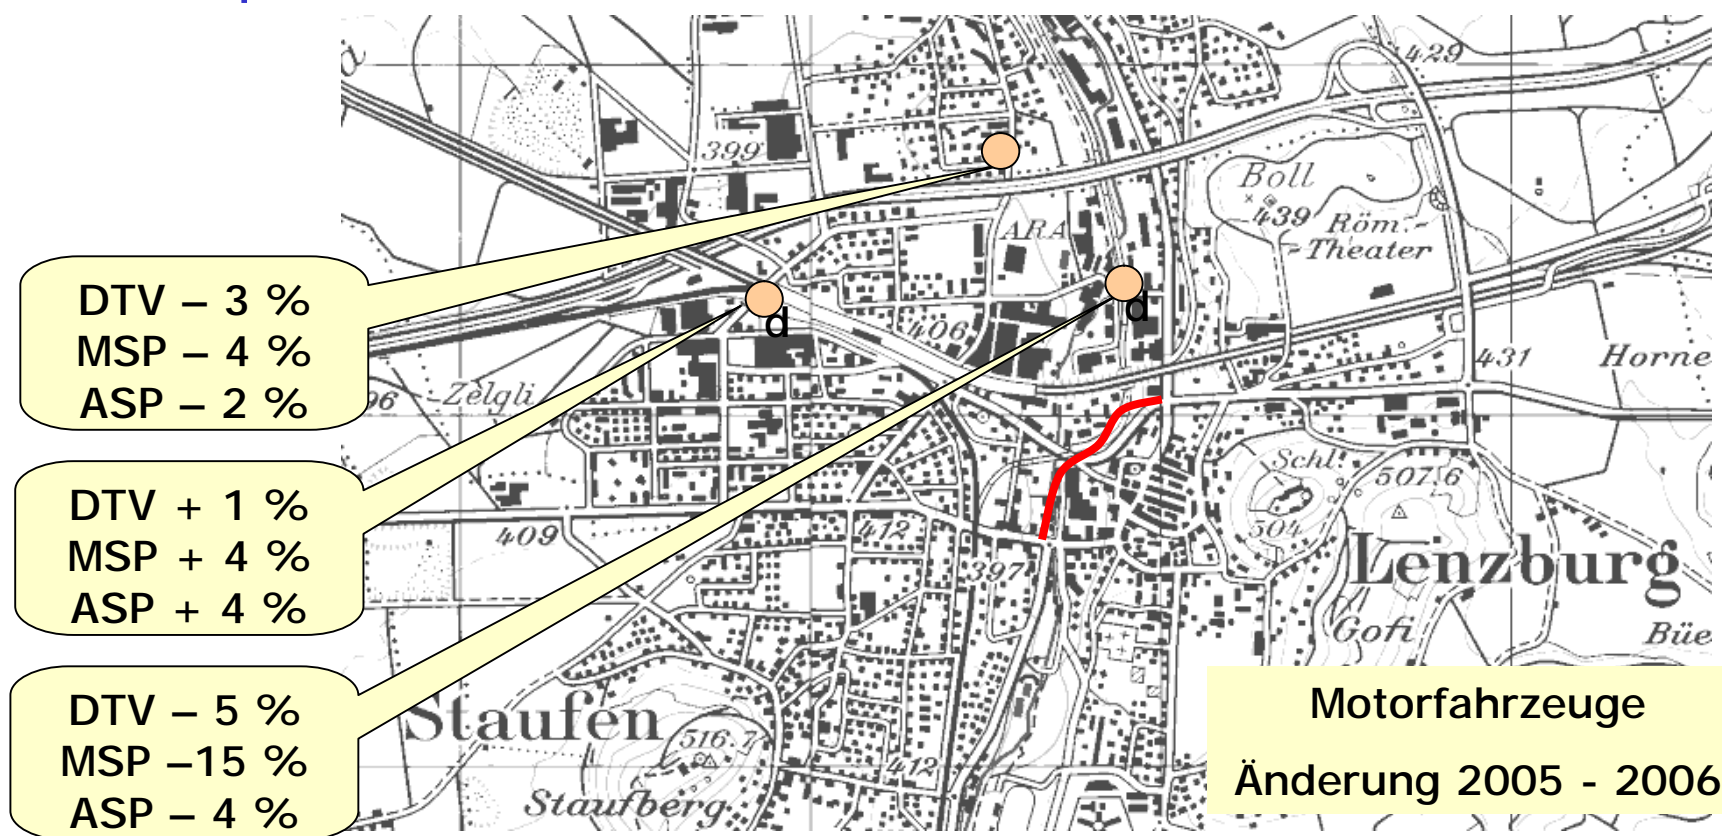 399
429
Boll
439
Röm.-
-Theater
ARA
DTV – 3 %
MSP – 4 %
ASP – 2 %
d
d
406
431
Horne
Zelgli
96
Schl.
507.6
504
DTV + 1 %
MSP + 4 %
ASP + 4 %
409
412
397
Lenzburg
Gofi
Büe
DTV – 5 %
MSP –15 %
ASP – 4 %
Staufen
516.7
412
Staufberg
Motorfahrzeuge
Änderung 2005 - 2006